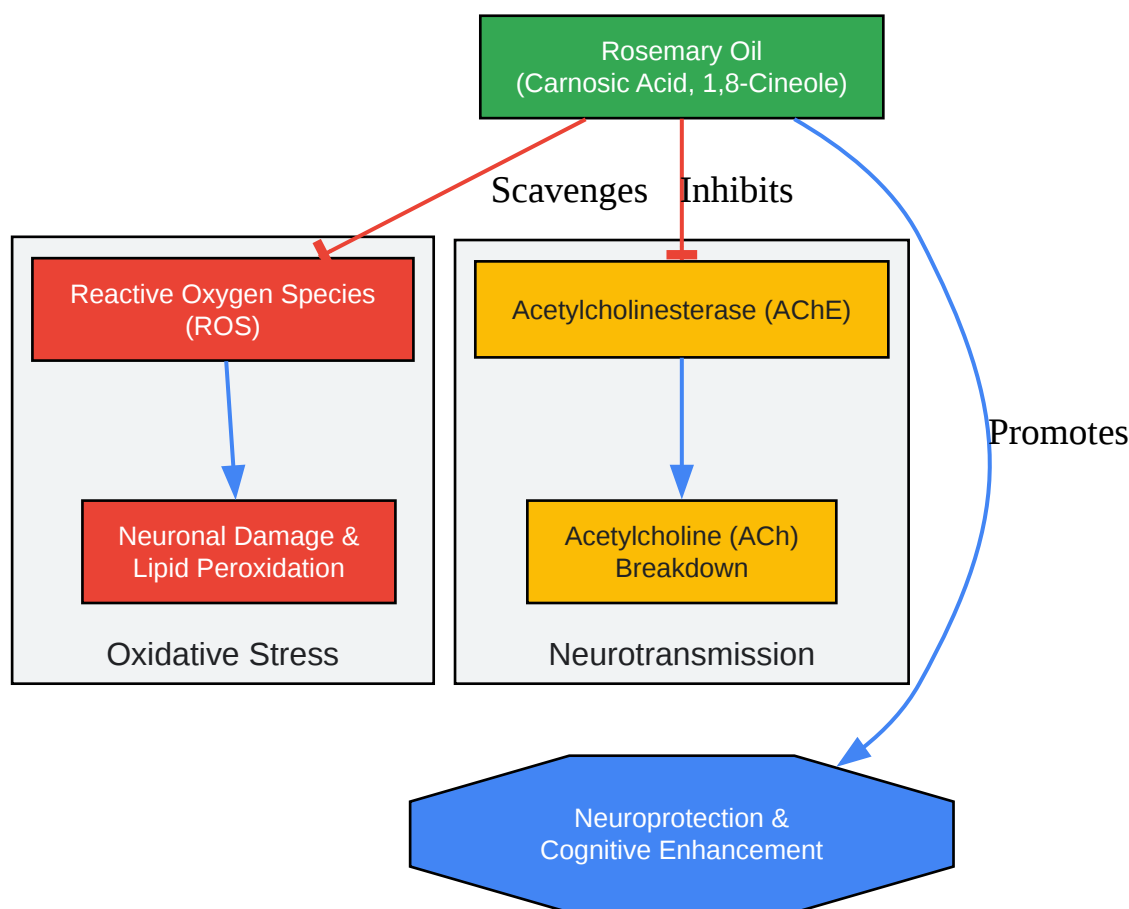 Rosemary Oil
(Carnosic Acid, 1,8-Cineole)
Scavenges
Inhibits
Reactive Oxygen Species
(ROS)
Acetylcholinesterase (AChE)
Promotes
Neuronal Damage &
Lipid Peroxidation
Acetylcholine (ACh)
Breakdown
Oxidative Stress
Neurotransmission
Neuroprotection &
Cognitive Enhancement